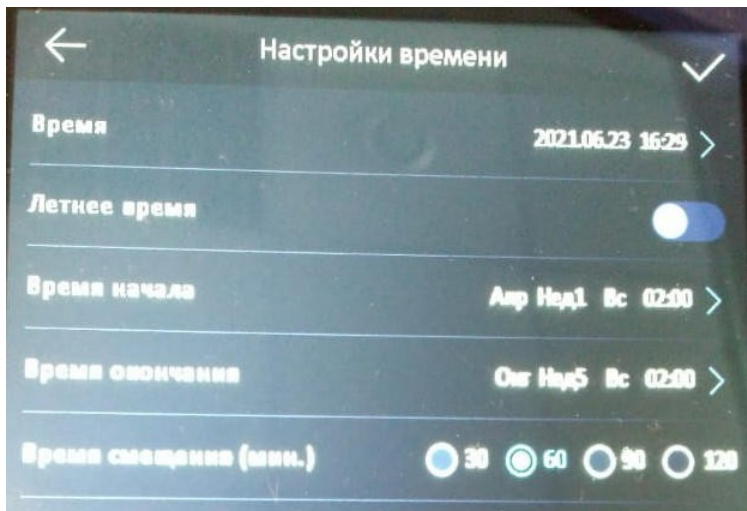 Настройки времени
Время 2021.06.23 16:29
Летнее время
Время начала Апр Нед1 Вс 02:00
Время окончания Окт Нед5 Вс 02:00
Время смещения (мин.) 30 60 90 120